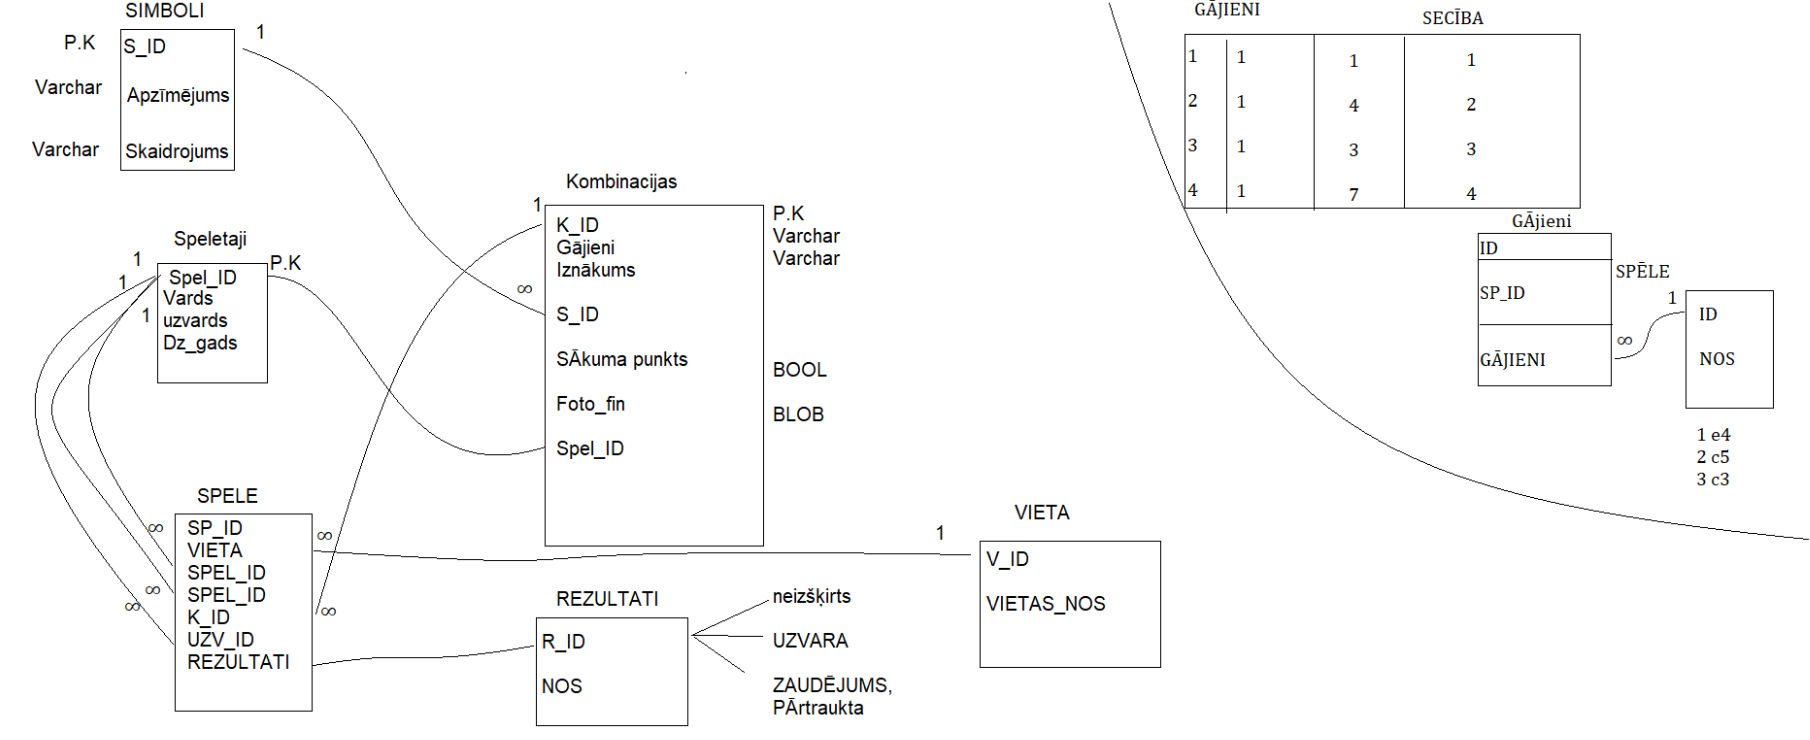 SIMBOLI
1
P.K
S_ID
Varchar
Apzīmējums
Varchar
Skaidrojums
Speletaji
1
1
1
P.K
Spel_ID
Vards
uzvards
Dz_gads
Kombinacijas
1
∞
K_ID
Gājieni
Iznākums
S_ID
SĀkuma punkts
Foto_fin
Spel_ID
P.K
Varchar
Varchar
BOOL
BLOB
SPELE
∞
∞
∞
∞
∞
SP_ID
VIETA
SPEL_ID
SPEL_ID
K_ID
UZV_ID
REZULTATI
REZULTATI
R_ID
NOS
neizšķirts
UZVARA
ZAUDĒJUMS,
PĀrtraukta
VIETA
1
V_ID
VIETAS_NOS
GĀJIENI
SECĪBA
1 1 1 1
2 1 4 2
3 1 3 3
4 1 7 4
GĀjieni
ID
SP_ID
GĀJIENI
SPĒLE
1
∞
ID
NOS
1 e4
2 c5
3 c3